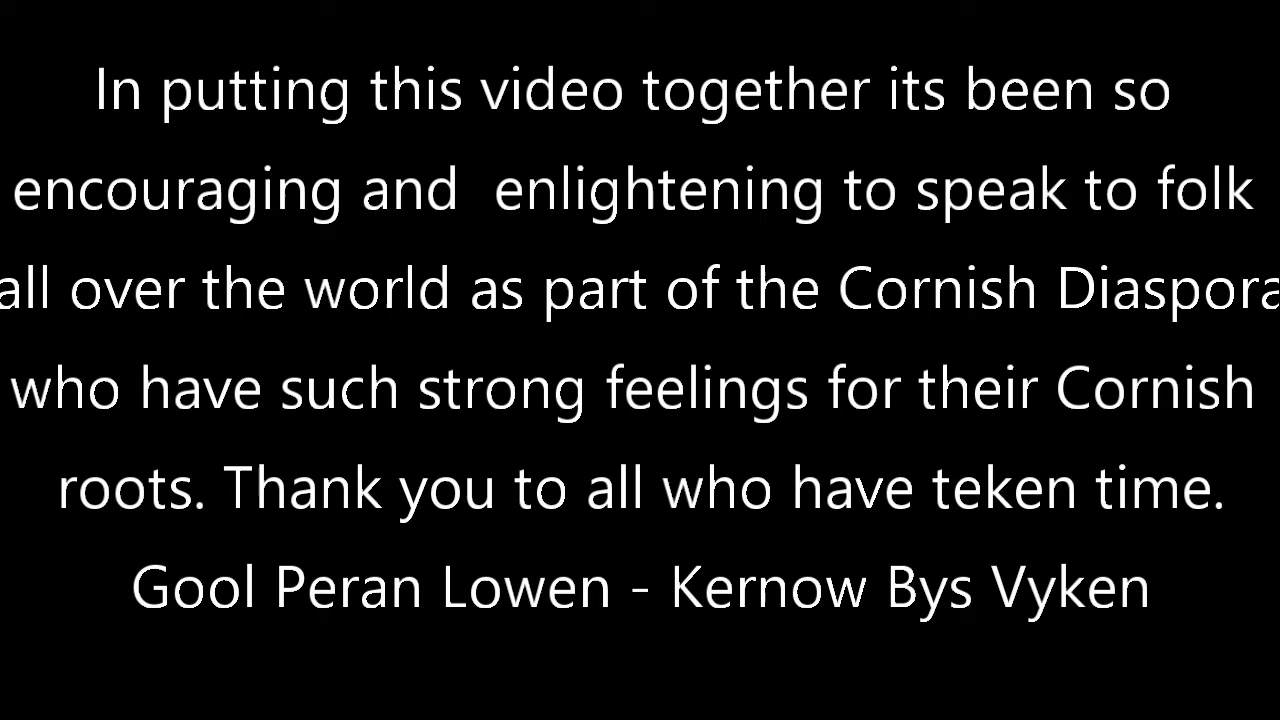 In putting this video together its been so
encouraging and  enlightening to speak to folk
all over the world as part of the Cornish Diaspora
who have such strong feelings for their Cornish
roots. Thank you to all who have teken time.
Gool Peran Lowen - Kernow Bys Vyken